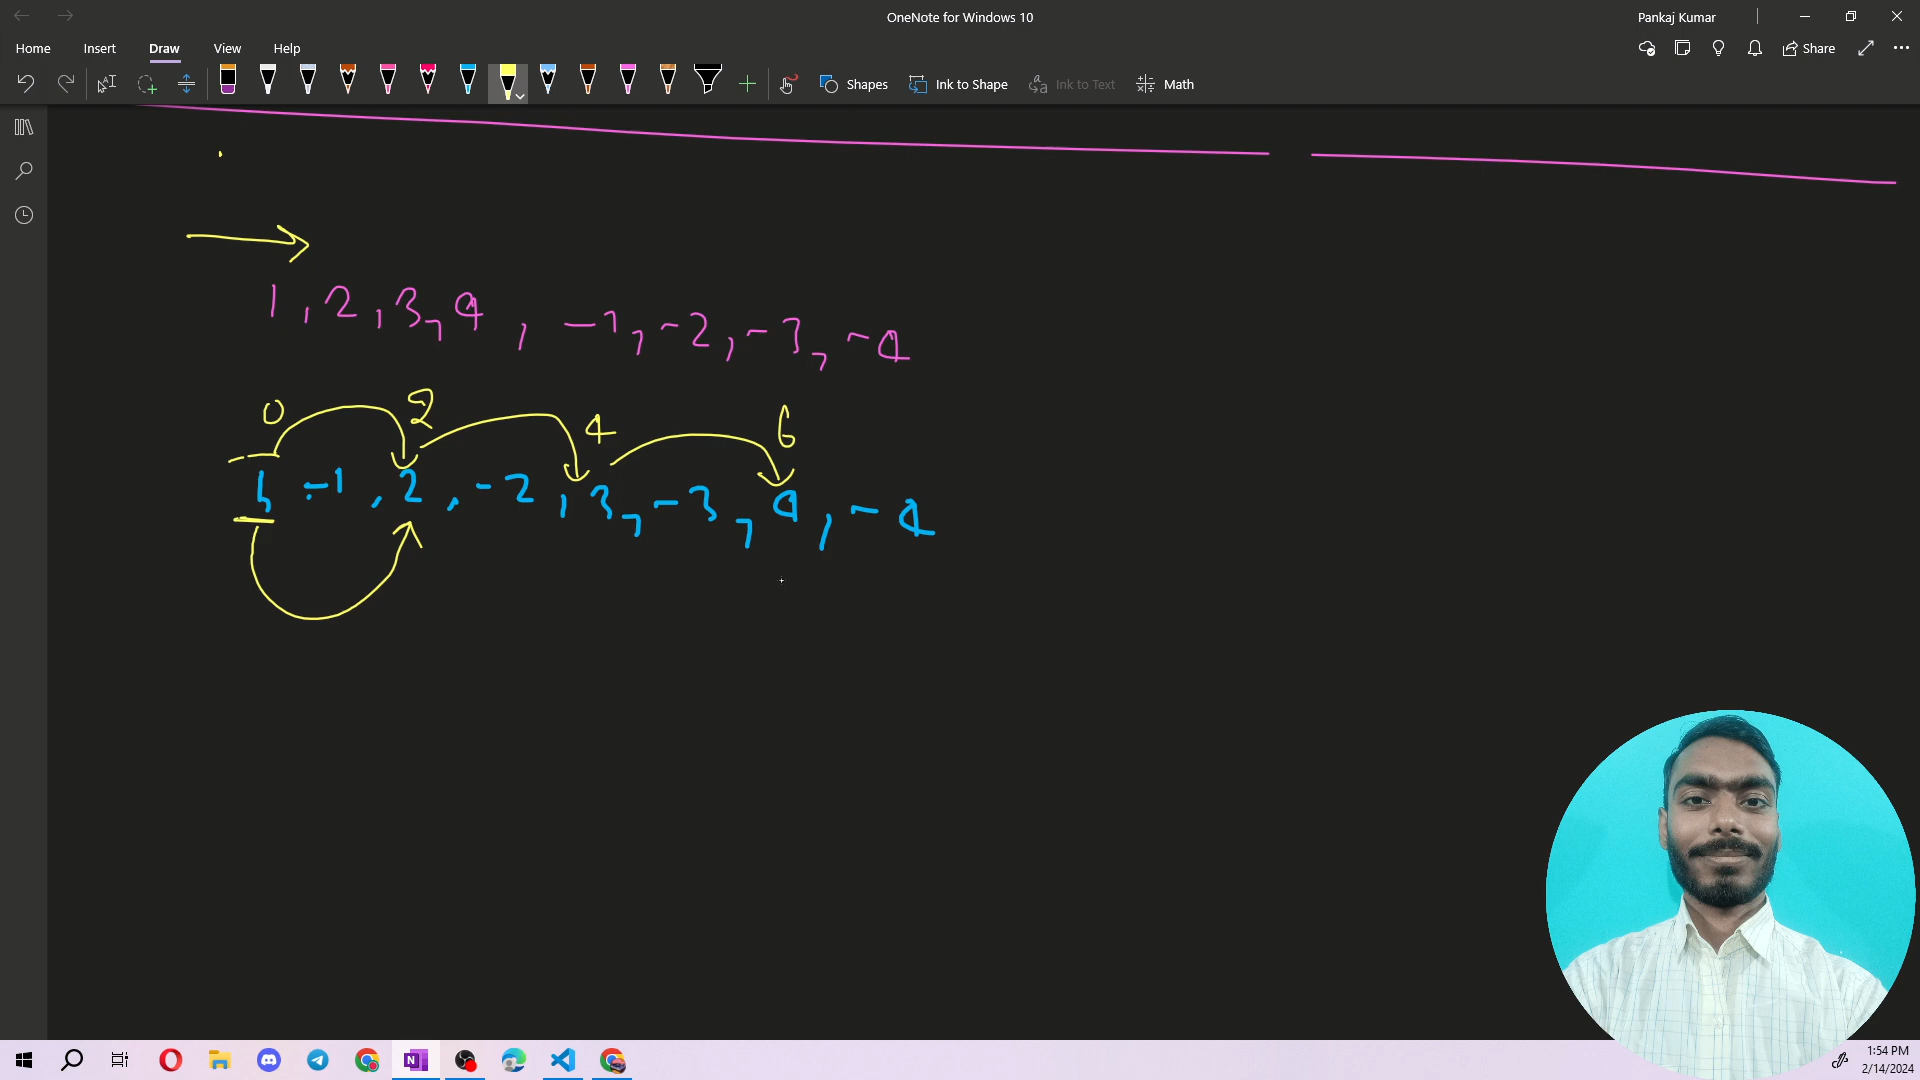 OneNote for Windows 10
Pankaj Kumar
Home Insert Draw View Help
Share
Shapes Ink to Shape Ink to Text Math
1, 2, 3, 4, -1, -2, -3, -4
0 2 4 6
1, -1, 2, -2, 3, -3, 4, -4
1:54 PM
2/14/2024